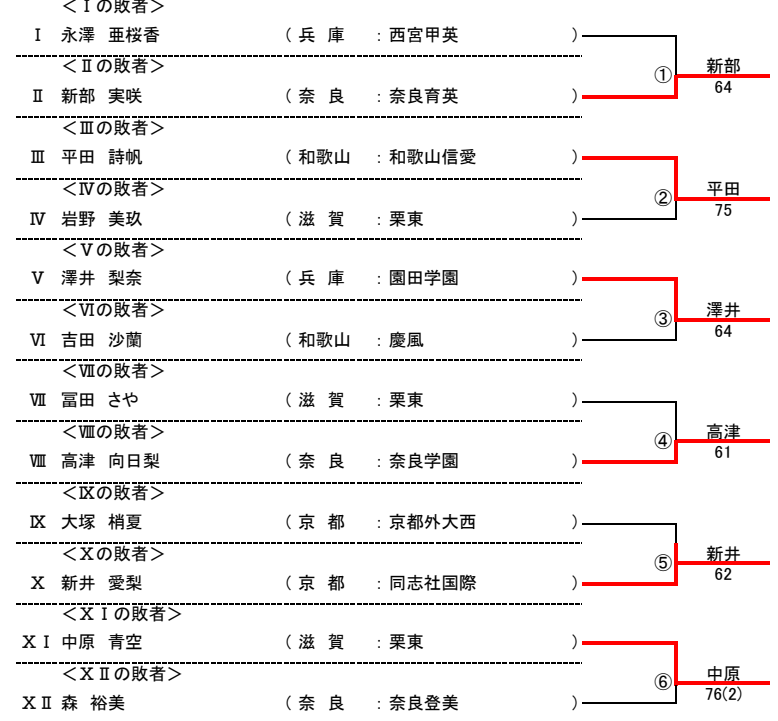 ＜Ⅰの敗者＞
Ⅰ 永澤 亜桜香 （ 兵 庫 ： 西宮甲英 ）
＜Ⅱの敗者＞
① 新部
64
Ⅱ 新部 実咲 （ 奈 良 ： 奈良育英 ）
＜Ⅲの敗者＞
Ⅲ 平田 詩帆 （ 和歌山 ： 和歌山信愛 ）
＜Ⅳの敗者＞
② 平田
75
Ⅳ 岩野 美玖 （ 滋 賀 ： 栗東 ）
＜Ⅴの敗者＞
Ⅴ 澤井 梨奈 （ 兵 庫 ： 園田学園 ）
＜Ⅵの敗者＞
③ 澤井
64
Ⅵ 吉田 沙蘭 （ 和歌山 ： 慶風 ）
＜Ⅶの敗者＞
Ⅶ 冨田 さや （ 滋 賀 ： 栗東 ）
＜Ⅷの敗者＞
④ 高津
61
Ⅷ 高津 向日梨 （ 奈 良 ： 奈良学園 ）
＜Ⅸの敗者＞
Ⅸ 大塚 梢夏 （ 京 都 ： 京都外大西 ）
＜Ⅹの敗者＞
⑤ 新井
62
Ⅹ 新井 愛梨 （ 京 都 ： 同志社国際 ）
＜ⅩⅠの敗者＞
ⅩⅠ 中原 青空 （ 滋 賀 ： 栗東 ）
＜ⅩⅡの敗者＞
⑥ 中原
76(2)
ⅩⅡ 森 裕美 （ 奈 良 ： 奈良登美 ）